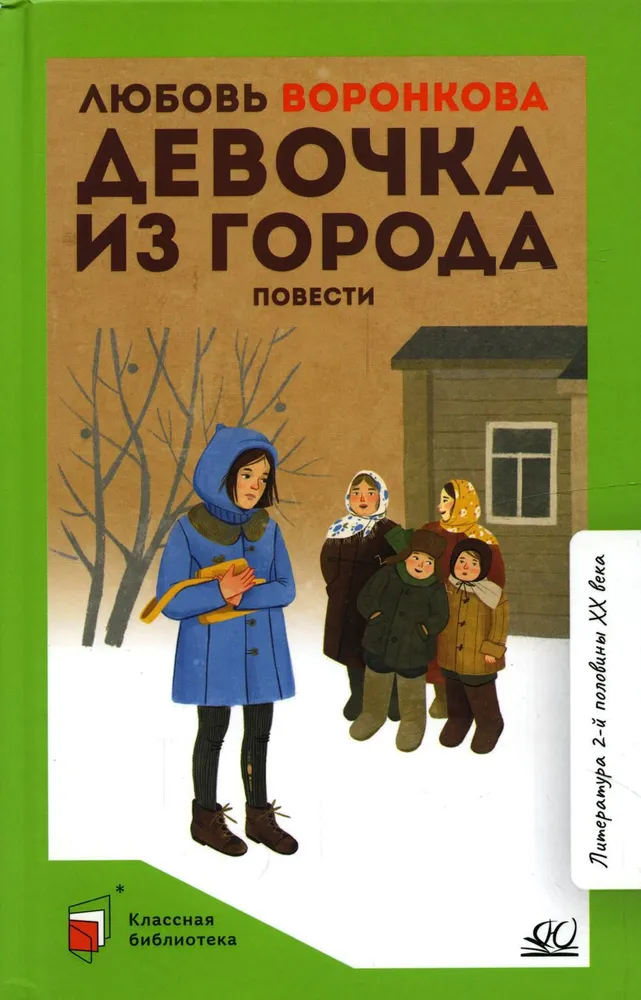 ЛЮБОВЬ ВОРОНКОВА
ДЕВОЧКА
ИЗ ГОРОДА
ПОВЕСТИ
Литература 2-й половины XX века
*
Классная
библиотека